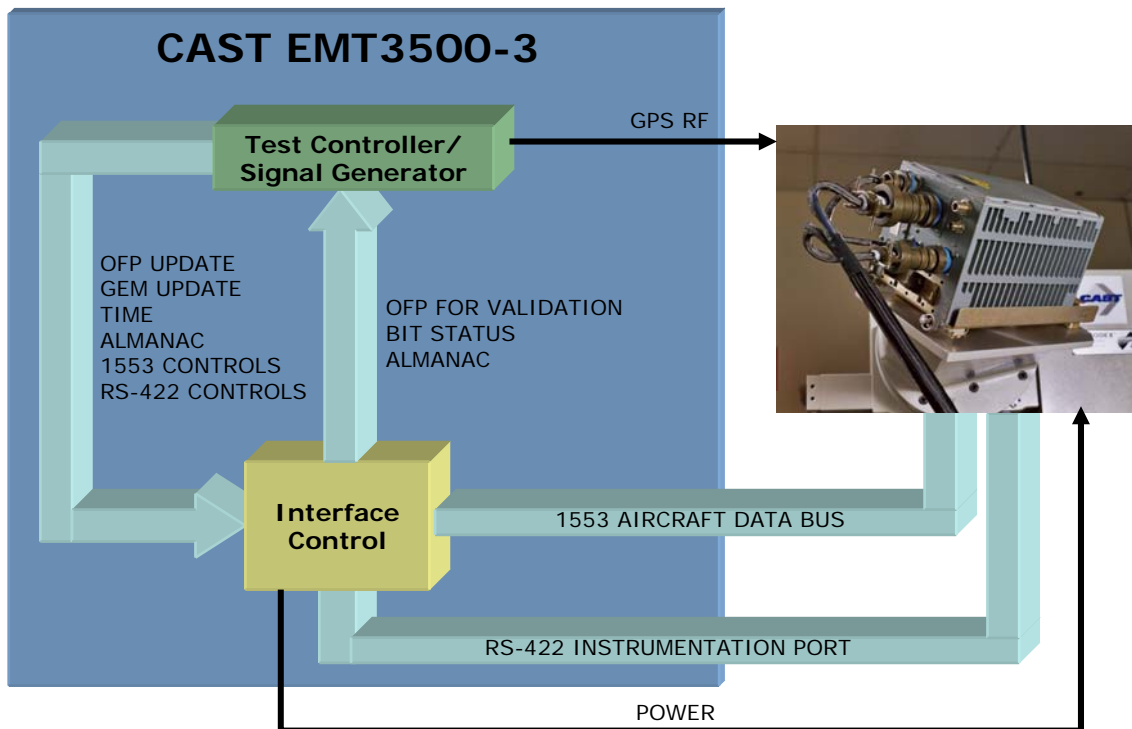 CAST EMT3500-3
GPS RF
Test Controller/
Signal Generator
OFP UPDATE
GEM UPDATE
TIME
ALMANAC
1553 CONTROLS
RS-422 CONTROLS
OFP FOR VALIDATION
BIT STATUS
ALMANAC
CAST
Interface
Control
1553 AIRCRAFT DATA BUS
RS-422 INSTRUMENTATION PORT
POWER